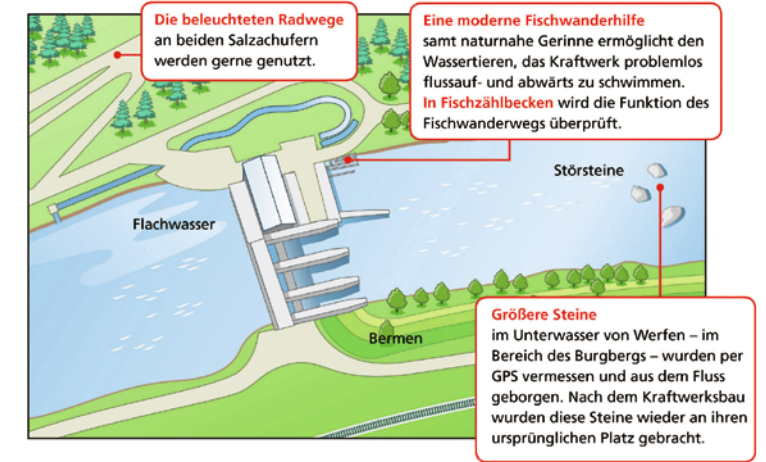 Die beleuchteten Radwege
an beiden Salzachufern
werden gerne genutzt.
Eine moderne Fischwanderhilfe
samt naturnahe Gerinne ermöglicht den
Wassertieren, das Kraftwerk problemlos
flussauf- und abwärts zu schwimmen.
In Fischzählbecken wird die Funktion des
Fischwanderwegs überprüft.
Störsteine
Flachwasser
Bermen
Größere Steine
im Unterwasser von Werfen – im
Bereich des Burgbergs – wurden per
GPS vermessen und aus dem Fluss
geborgen. Nach dem Kraftwerksbau
wurden diese Steine wieder an ihren
ursprünglichen Platz gebracht.